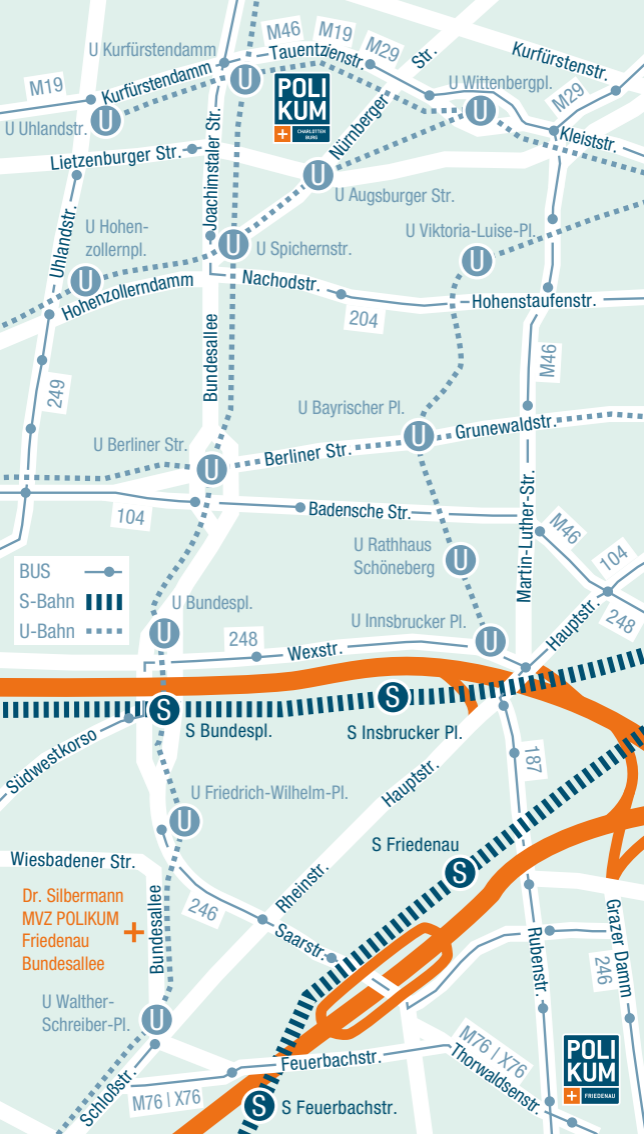 M46
M19
M29
U Kurfürstendamm
Tauentzienstr.
Str.
Kurfürstenstr.
M19
Kurfürstendamm
POLI
KUM
CHARLOTTEN
BURG
U Wittenbergpl.
M29
U Uhlandstr.
Nürnberger
Kleiststr.
Lietzenburger Str.
Joachimstaler Str.
U Augsburger Str.
Uhlandstr.
U Hohen-
zollernpl.
U Spichernstr.
U Viktoria-Luise-Pl.
Hohenzollerndamm
Nachodstr.
Hohenstaufenstr.
204
Bundesallee
M46
249
U Bayrischer Pl.
U Berliner Str.
Berliner Str.
Grunewaldstr.
104
Badensche Str.
Martin-Luther-Str.
M46
U Rathhaus
Schöneberg
104
BUS
S-Bahn
U-Bahn
U Bundespl.
U Innsbrucker Pl.
Hauptstr.
248
248
Wexstr.
S Bundespl.
S Insbrucker Pl.
Südwestkorso
187
Hauptstr.
U Friedrich-Wilhelm-Pl.
S Friedenau
Wiesbadener Str.
Rheinstr.
Dr. Silbermann
MVZ POLIKUM
Friedenau
Bundesallee
Bundesallee
246
Saarstr.
Rubenstr.
Grazer Damm
246
U Walther-
Schreiber-Pl.
Feuerbachstr.
M76 | X76
Thorwaldsenstr.
POLI
KUM
FRIEDENAU
Schloßstr.
M76 | X76
S Feuerbachstr.